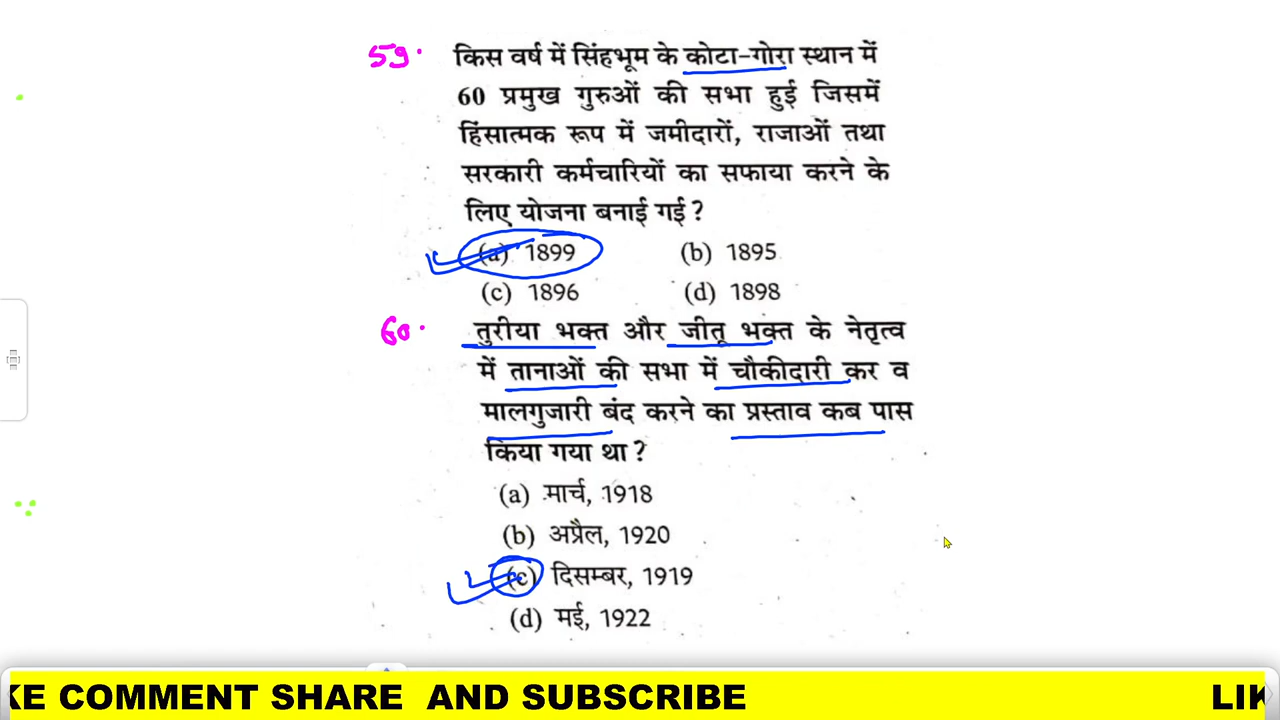 59. किस वर्ष में सिंहभूम के कोटा-गोरा स्थान में
60 प्रमुख गुरुओं की सभा हुई जिसमें
हिंसात्मक रूप में जमीदारों, राजाओं तथा
सरकारी कर्मचारियों का सफाया करने के
लिए योजना बनाई गई?
(a) 1899 (b) 1895
(c) 1896 (d) 1898
60. तुरीया भक्त और जीतू भक्त के नेतृत्व
में तानाओं की सभा में चौकीदारी कर व
मालगुजारी बंद करने का प्रस्ताव कब पास
किया गया था?
(a) मार्च, 1918
(b) अप्रैल, 1920
(c) दिसम्बर, 1919
(d) मई, 1922
KE COMMENT SHARE AND SUBSCRIBE LIK